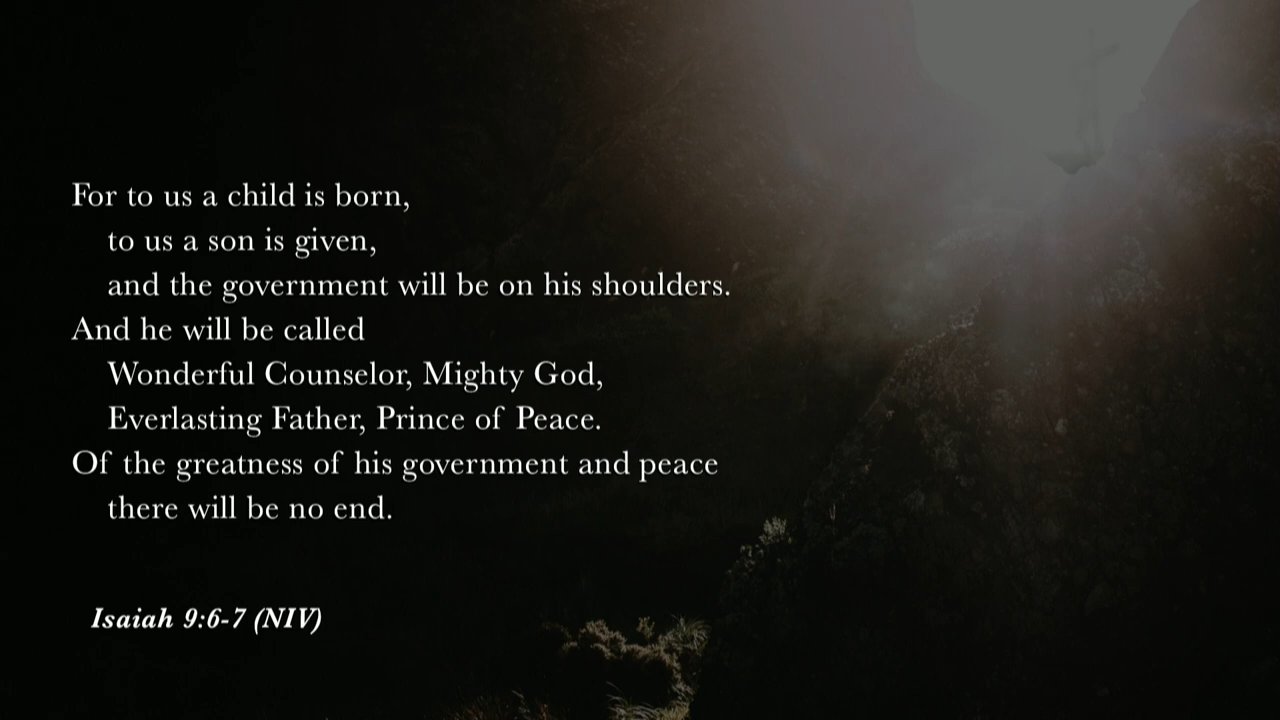 For to us a child is born,
to us a son is given,
and the government will be on his shoulders.
And he will be called
Wonderful Counselor, Mighty God,
Everlasting Father, Prince of Peace.
Of the greatness of his government and peace
there will be no end.
Isaiah 9:6-7 (NIV)